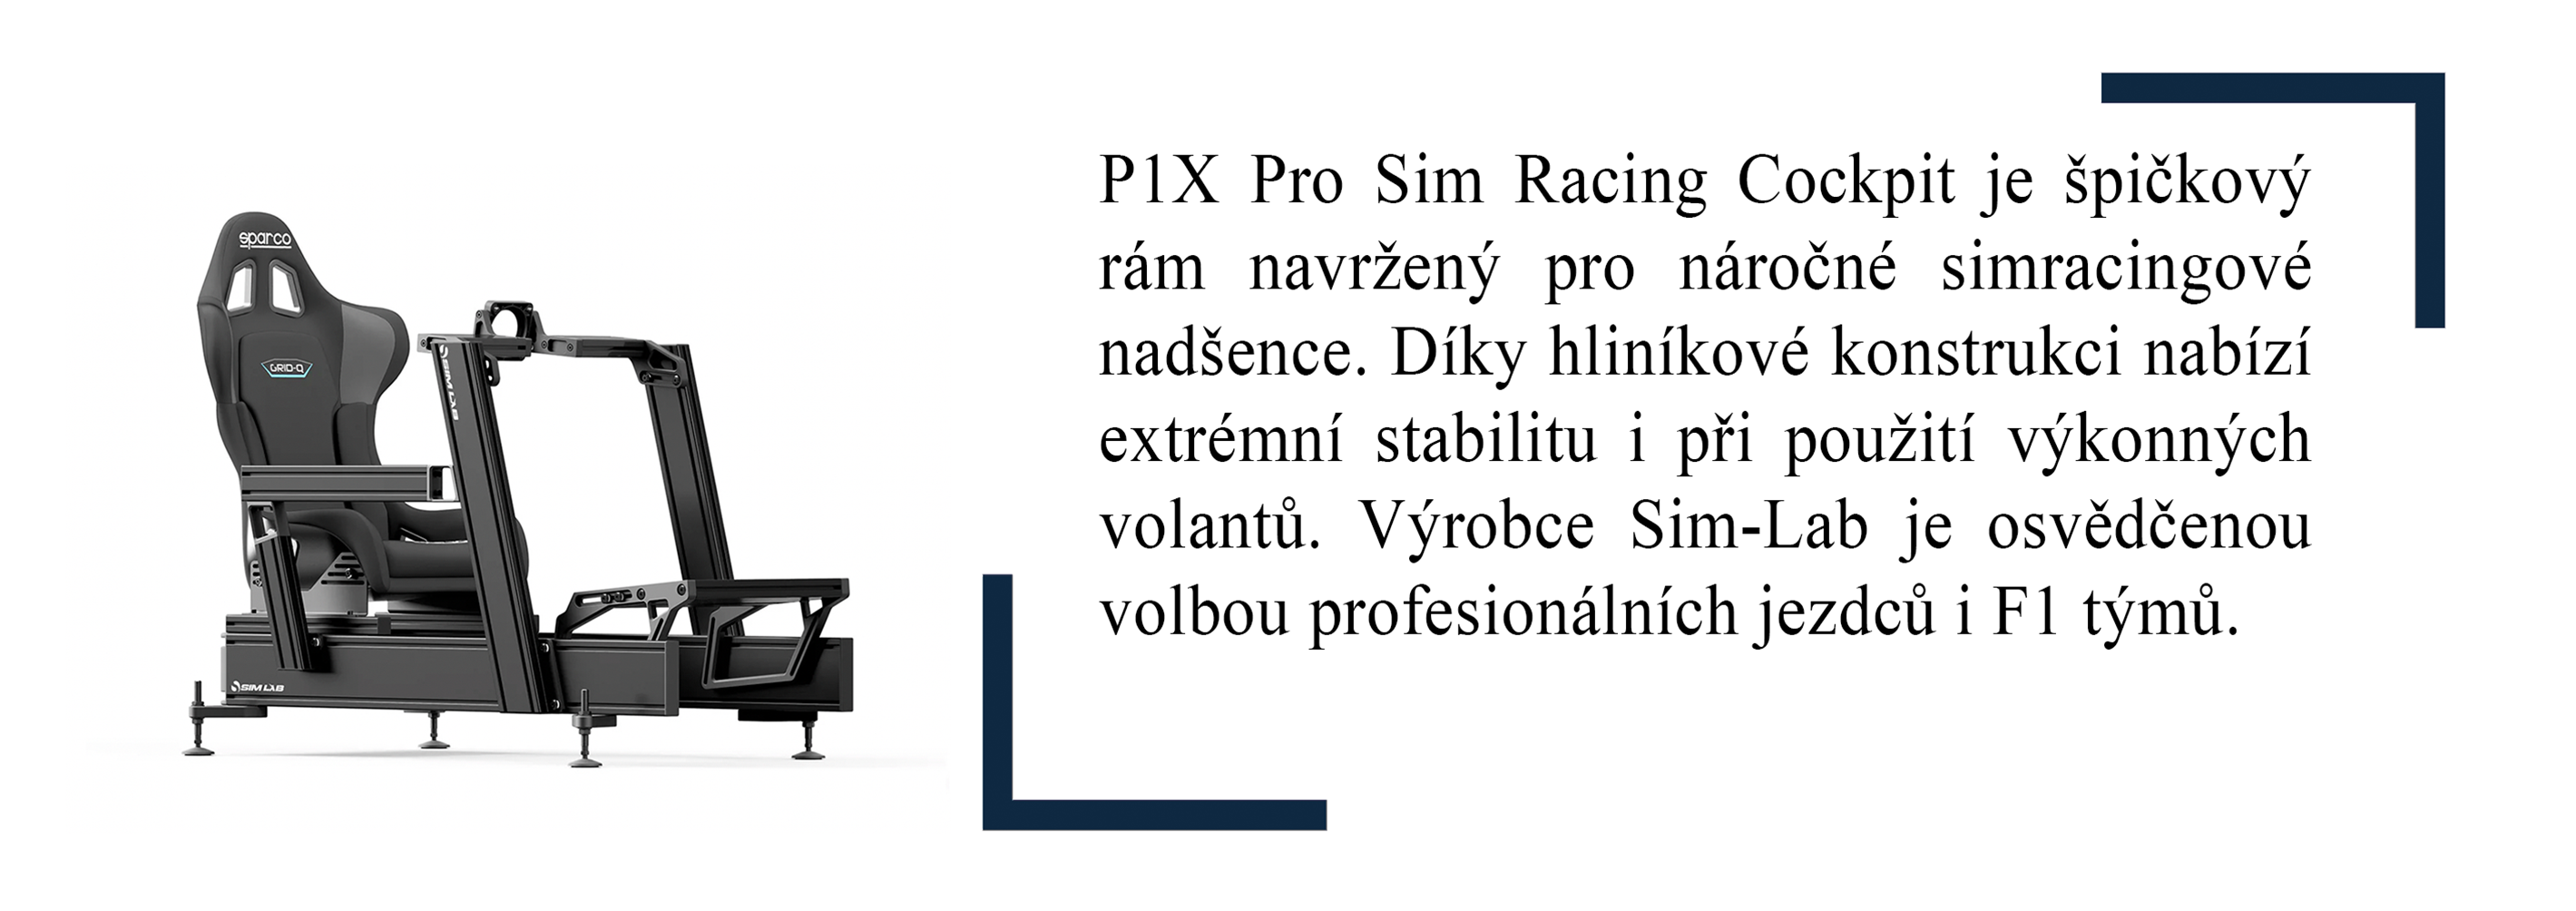 sparco
GRID-Q
SIM LAB
SIM LAB
P1X Pro Sim Racing Cockpit je špičkový
rám navržený pro náročné simracingové
nadšence. Díky hliníkové konstrukci nabízí
extrémní stabilitu i při použití výkonných
volantů. Výrobce Sim-Lab je osvědčenou
volbou profesionálních jezdců i F1 týmů.